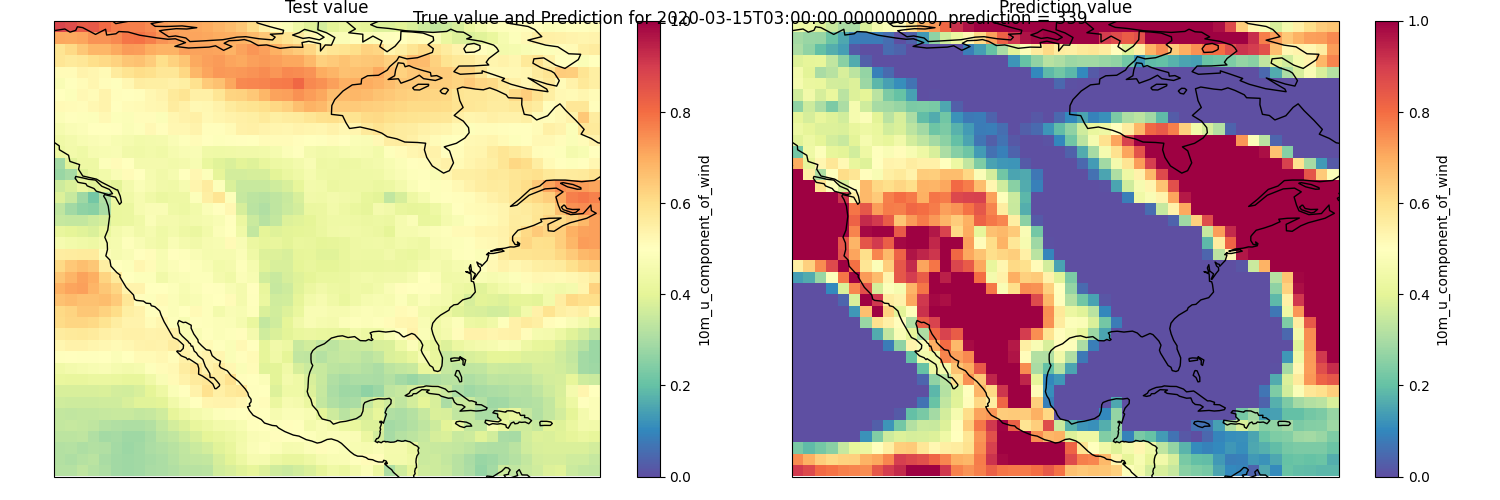 Test value
True value and Prediction for 2020-03-15T03:00:00.000000000, prediction = 339
Prediction value
1.0
0.8
0.6
0.4
0.2
0.0
10m_u_component_of_wind
1.0
0.8
0.6
0.4
0.2
0.0
10m_u_component_of_wind